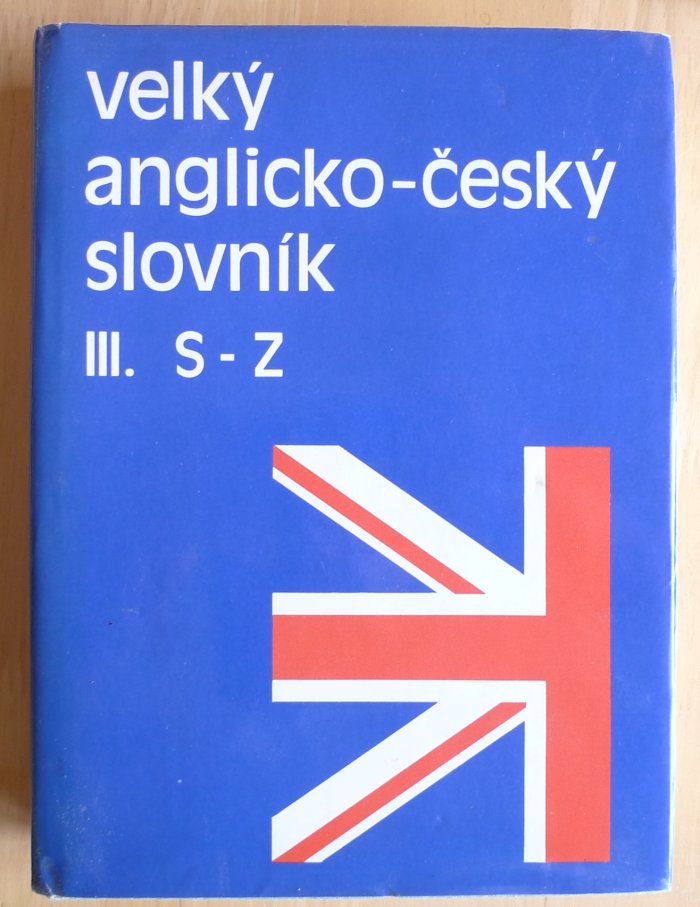 velký
anglicko-český
slovník
III. S - Z